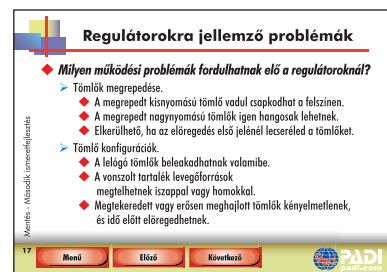 Regulátorokra jellemző problémák
Milyen működési problémák fordulhatnak elő a regulátoroknál?
Tömlők megrepedése.
A megrepedt kisnyomású tömlő vadul csapkodhat a felszínen.
A megrepedt nagynyomású tömlők igen hangosak lehetnek.
Elkerülhető, ha az elöregedés első jelénél lecseréled a tömlőket.
Tömlő konfigurációk.
A lelógó tömlők beleakadhatnak valamibe.
A vonszolt tartalék levegőforrások
megtelhetnek iszappal vagy homokkal.
Megtekeredett vagy erősen meghajlott tömlők kényelmetlenek,
és idő előtt elöregedhetnek.
Mentés - Második ismeretfejlesztés
17
Menü
Előző
Következő
PADI
padi.com